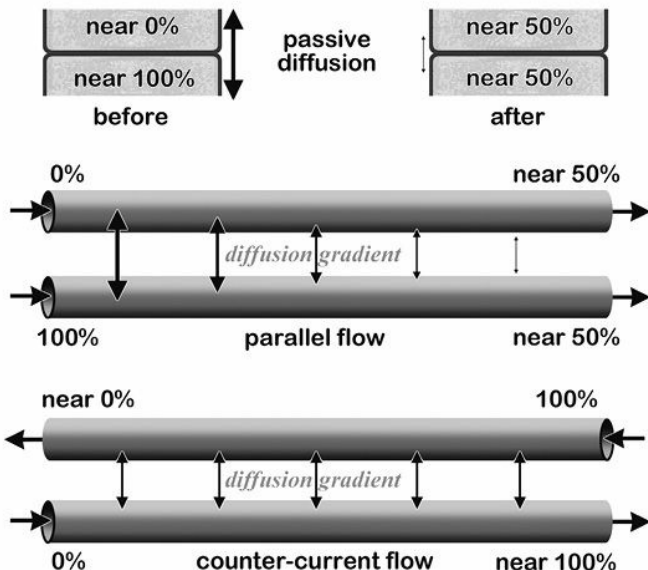 near 0%
near 100%
before
passive
diffusion
near 50%
near 50%
after
0%
near 50%
diffusion gradient
100%
parallel flow
near 50%
near 0%
100%
diffusion gradient
0%
counter-current flow
near 100%